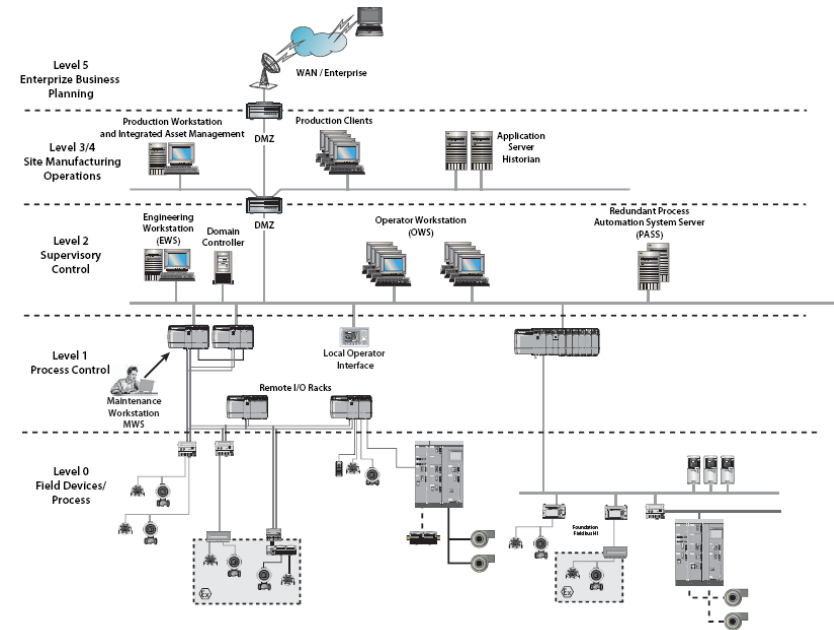 Level 5
Enterprize Business
Planning
WAN / Enterprise
Production Workstation
and Integrated Asset Management
DMZ
Production Clients
Application
Server
Historian
Level 3/4
Site Manufacturing
Operations
Engineering
Workstation
(EWS)
Domain
Controller
DMZ
Operator Workstation
(OWS)
Redundant Process
Automation System Server
(PASS)
Level 2
Supervisory
Control
Level 1
Process Control
Local Operator
Interface
Maintenance
Workstation
MWS
Remote I/O Racks
Level 0
Field Devices/
Process
Foundation
Fieldbus H1
Ex
Ex